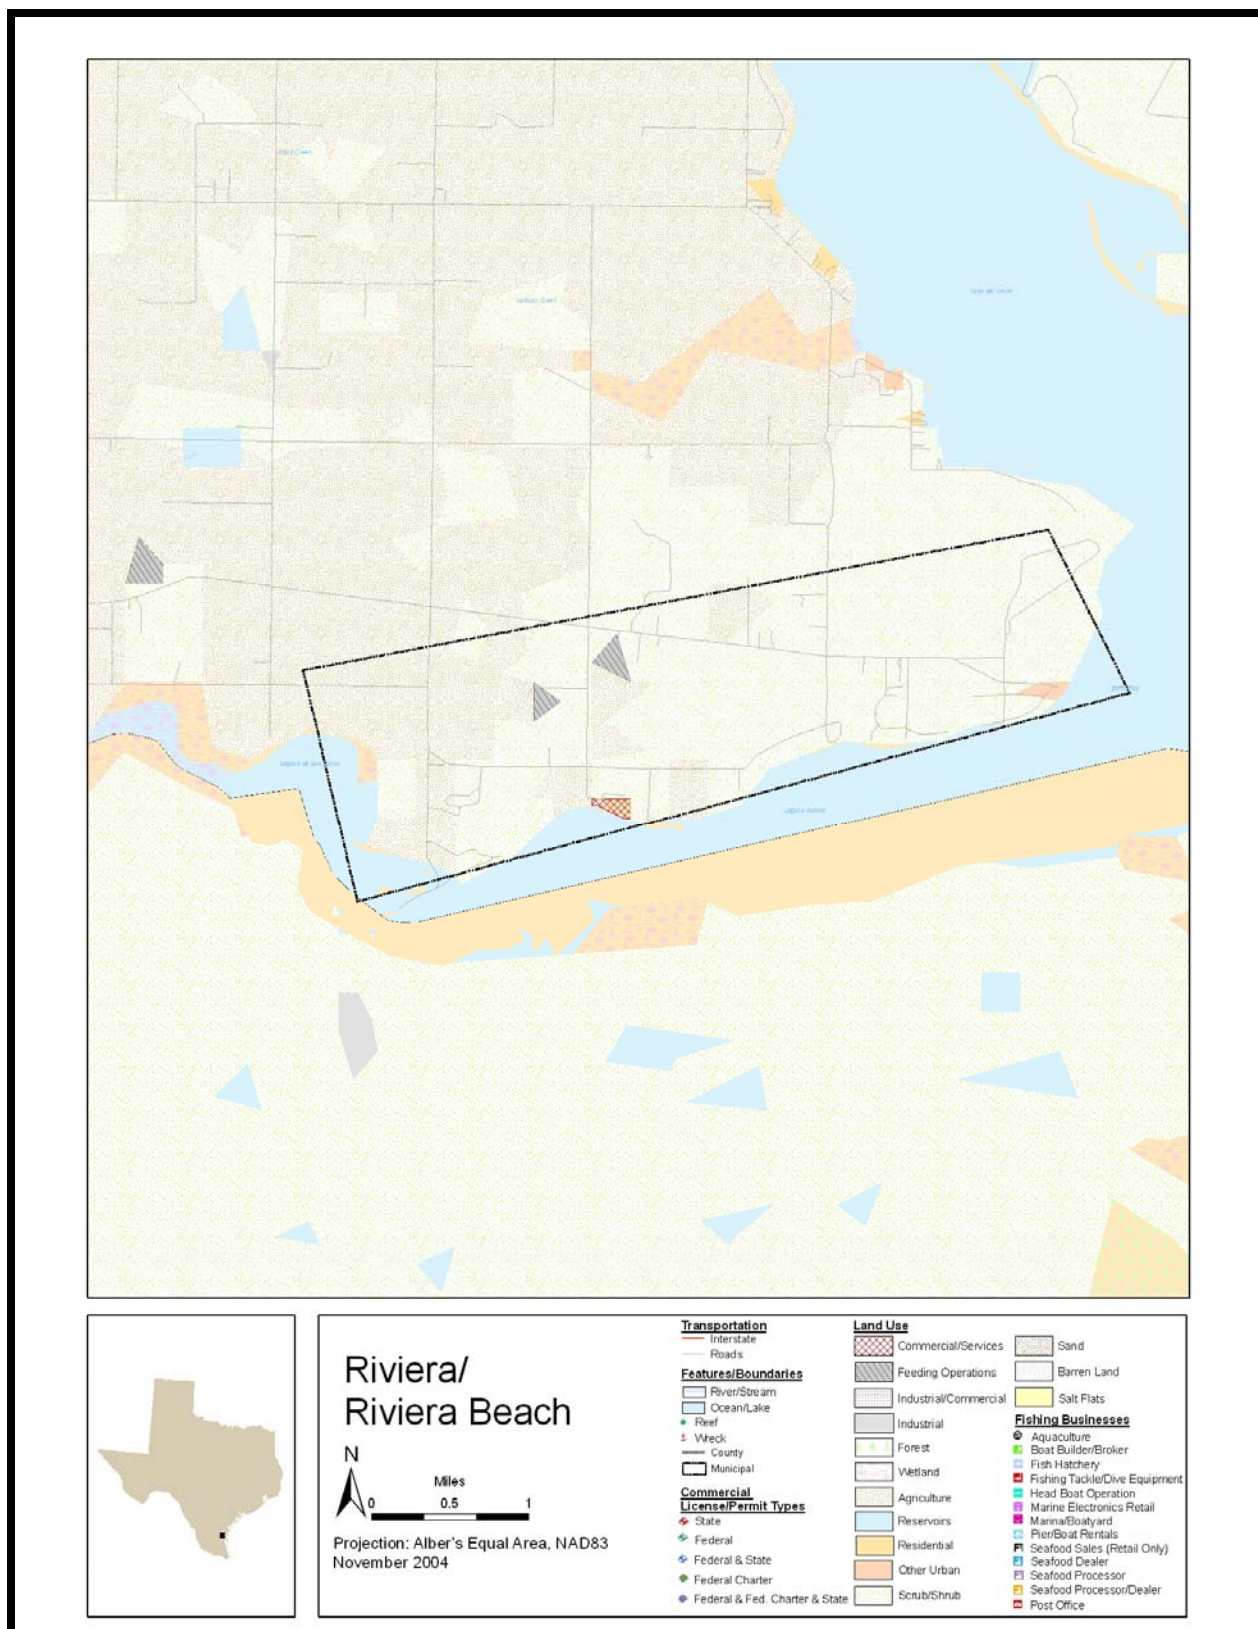 Laguna Salada
Riviera/
Riviera Beach
N
Miles
0 0.5 1
Projection: Alber's Equal Area, NAD83
November 2004
Transportation
Interstate
Roads
Features/Boundaries
River/Stream
Ocean/Lake
Reef
Wreck
County
Municipal
Commercial
License/Permit Types
State
Federal
Federal & State
Federal Charter
Federal & Fed. Charter & State
Land Use
Commercial/Services
Feeding Operations
Industrial/Commercial
Industrial
Forest
Wetland
Agriculture
Reservoirs
Residential
Other Urban
Scrub/Shrub
Sand
Barren Land
Salt Flats
Fishing Businesses
Aquaculture
Boat Builder/Broker
Fish Hatchery
Fishing Tackle/Dive Equipment
Head Boat Operation
Marine Electronics Retail
Marina/Boatyard
Pier/Boat Rentals
Seafood Sales (Retail Only)
Seafood Dealer
Seafood Processor
Seafood Processor/Dealer
Post Office